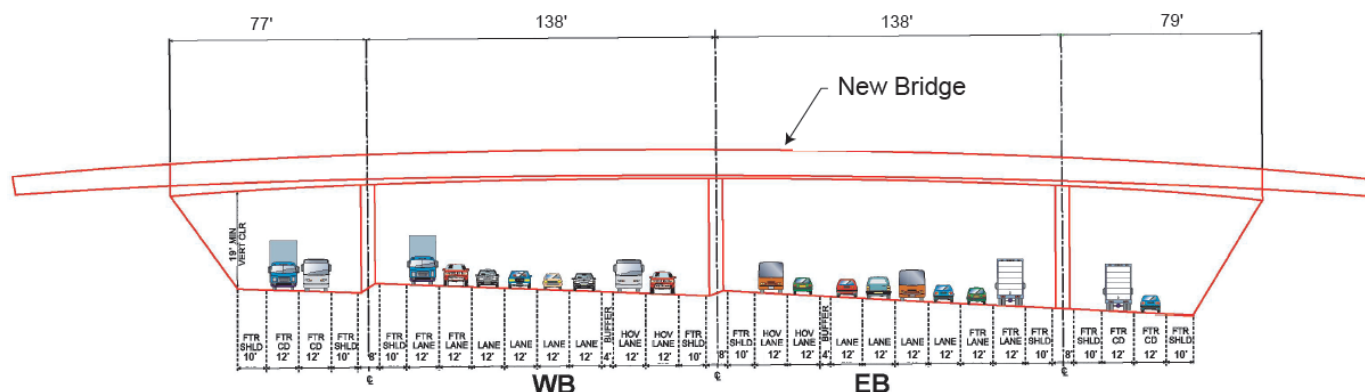 77'
138'
138'
79'
New Bridge
19' MIN
VERT CLR
FTR
SHLD
10'
FTR
CD
12'
FTR
CD
12'
FTR
SHLD
10'
8'
FTR
SHLD
10'
FTR
LANE
12'
FTR
LANE
12'
LANE
12'
LANE
12'
LANE
12'
LANE
12'
BUFFER
4'
HOV
LANE
12'
HOV
LANE
12'
FTR
SHLD
10'
8'
FTR
SHLD
10'
HOV
LANE
12'
HOV
LANE
12'
BUFFER
4'
LANE
12'
LANE
12'
LANE
12'
LANE
12'
FTR
LANE
12'
FTR
LANE
12'
FTR
SHLD
10'
8'
FTR
SHLD
10'
FTR
CD
12'
FTR
CD
12'
FTR
SHLD
10'
℄
WB
℄
EB
℄